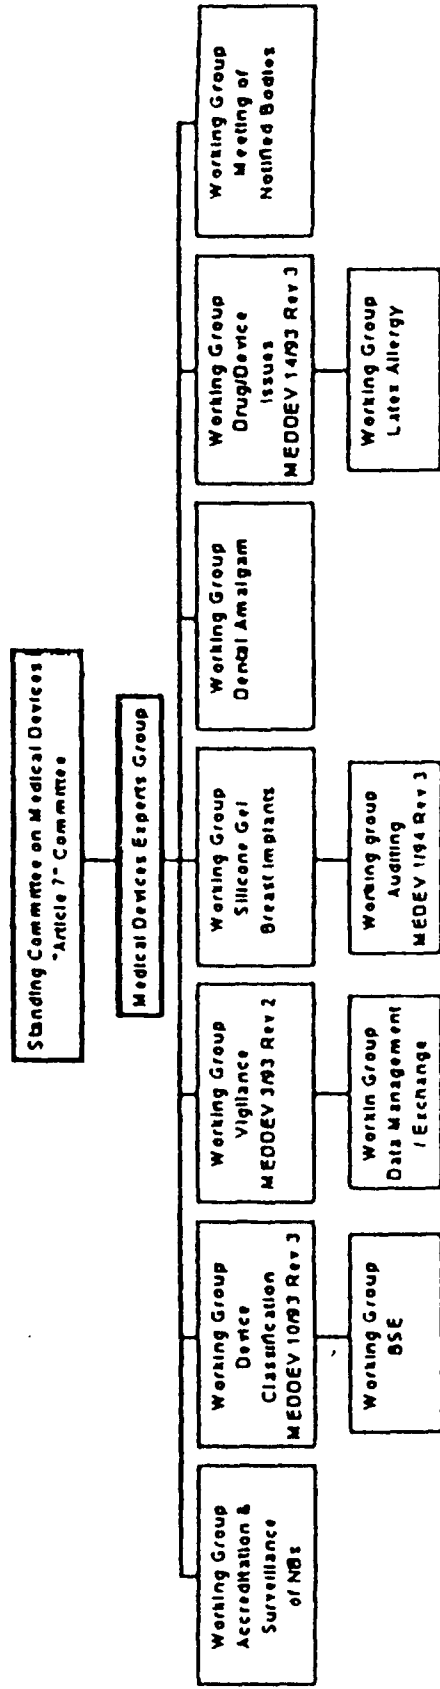 Standing Committee on Medical Devices
"Article 7" Committee
Medical Devices Experts Group
Working Group
Accreditation &
Surveillance
of NBs
Working Group
Device
Classification
MEDDEV 10/93 Rev 3
Working Group
Vigilance
MEDDEV 3/93 Rev 2
Working Group
Silicone Gel
Breast Implants
Working Group
Dental Amalgam
Working Group
Drug/Device
Issues
MEDDEV 14/93 Rev 3
Working Group
Meeting of
Notified Bodies
Working Group
BSE
Workin Group
Data Management
/ Exchange
Working group
Auditing
MEDEV 1/94 Rev 3
Working Group
Latex Allergy